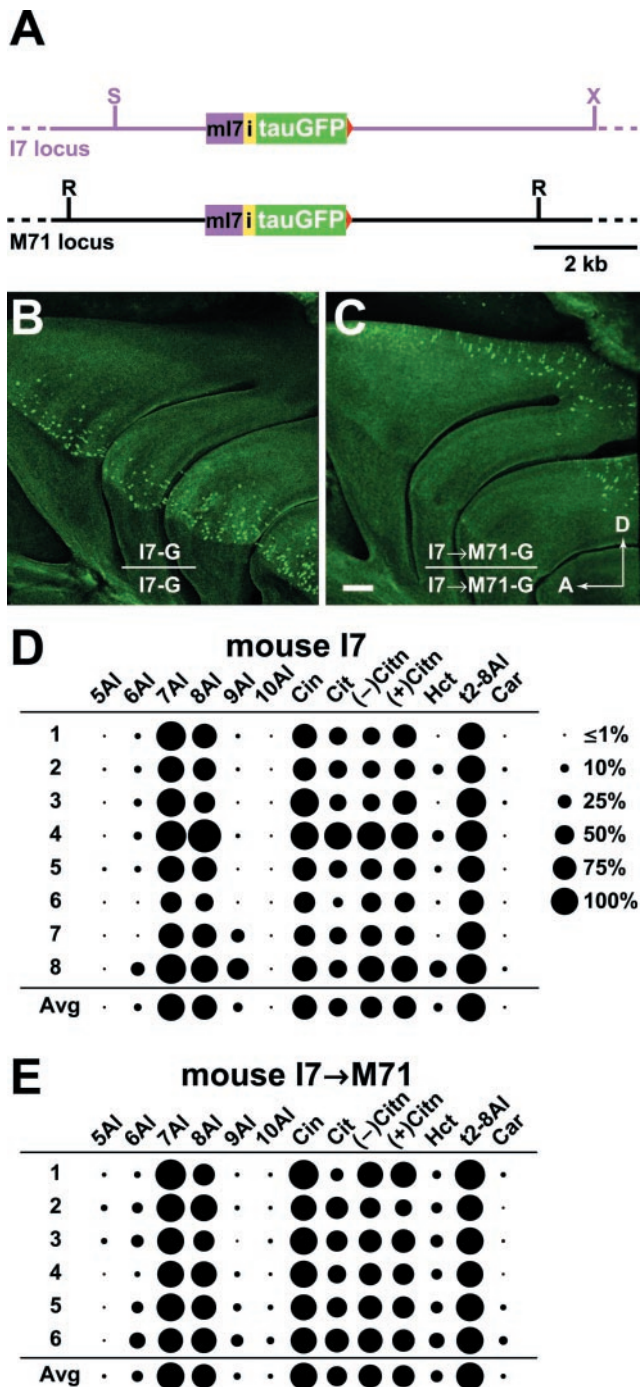 A
S
X
mI7 i tauGFP
I7 locus
R
R
mI7 i tauGFP
M71 locus
2 kb
B
C
I7-G
I7-G
I7→M71-G
I7→M71-G
D
A
D
mouse I7
5Al 6Al 7Al 8Al 9Al 10Al Cin Cit (−)Citn (+)Citn Hct t2-8Al Car
1
2
3
4
5
6
7
8
Avg
≤1%
10%
25%
50%
75%
100%
E
mouse I7→M71
5Al 6Al 7Al 8Al 9Al 10Al Cin Cit (−)Citn (+)Citn Hct t2-8Al Car
1
2
3
4
5
6
Avg